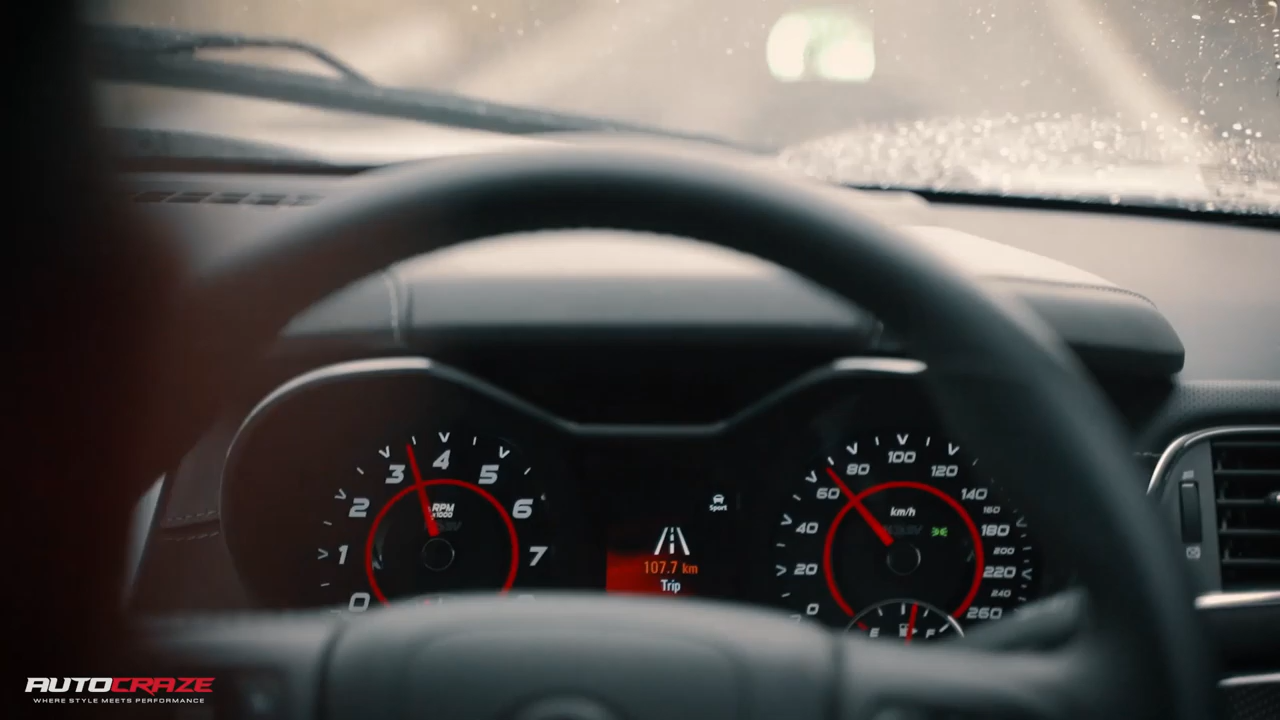 0
1
2
3
4
5
6
7
RPM
x1000
Sport
107.7 km
Trip
0
20
40
60
80
100
120
140
160
180
200
220
240
260
km/h
E
F
AUTOCRAZE
WHERE STYLE MEETS PERFORMANCE